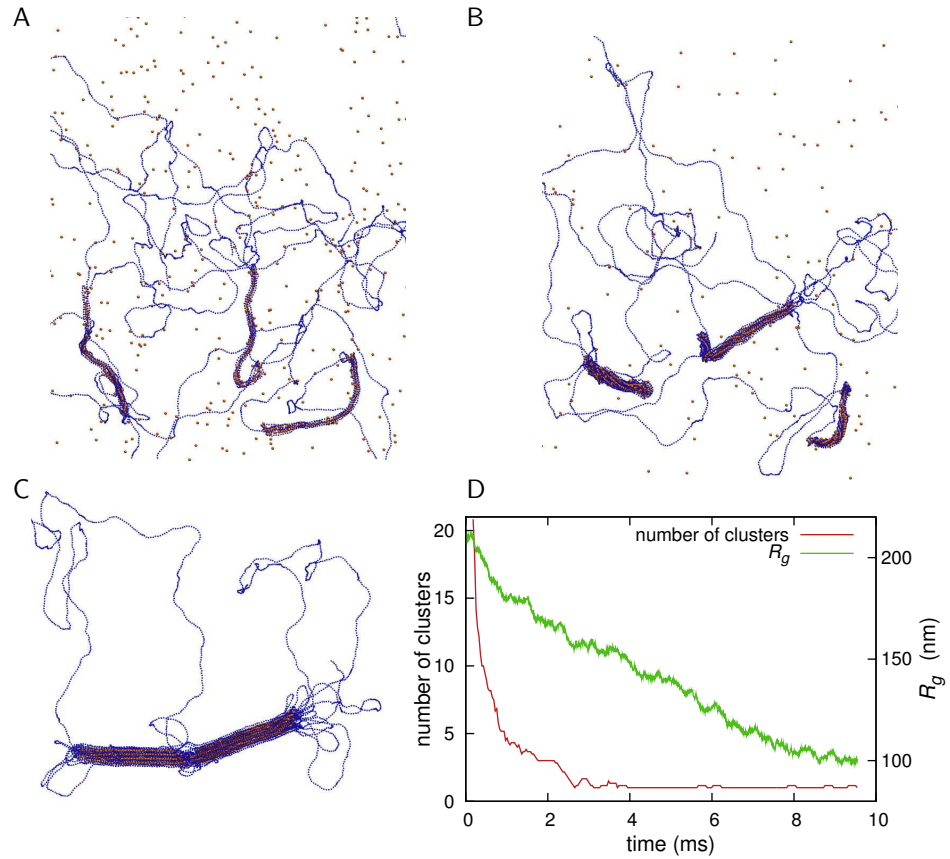 A
B
C
D
number of clusters
R_g
20
15
10
5
0
number of clusters
200
150
100
R_g (nm)
0 2 4 6 8 10
time (ms)